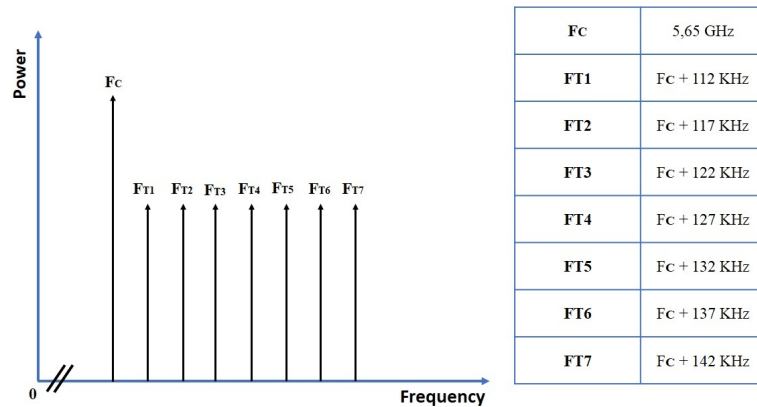 Power
Fc
FT1 FT2 FT3 FT4 FT5 FT6 FT7
0
Frequency
Fc 5,65 GHz
FT1 Fc + 112 KHz
FT2 Fc + 117 KHz
FT3 Fc + 122 KHz
FT4 Fc + 127 KHz
FT5 Fc + 132 KHz
FT6 Fc + 137 KHz
FT7 Fc + 142 KHz